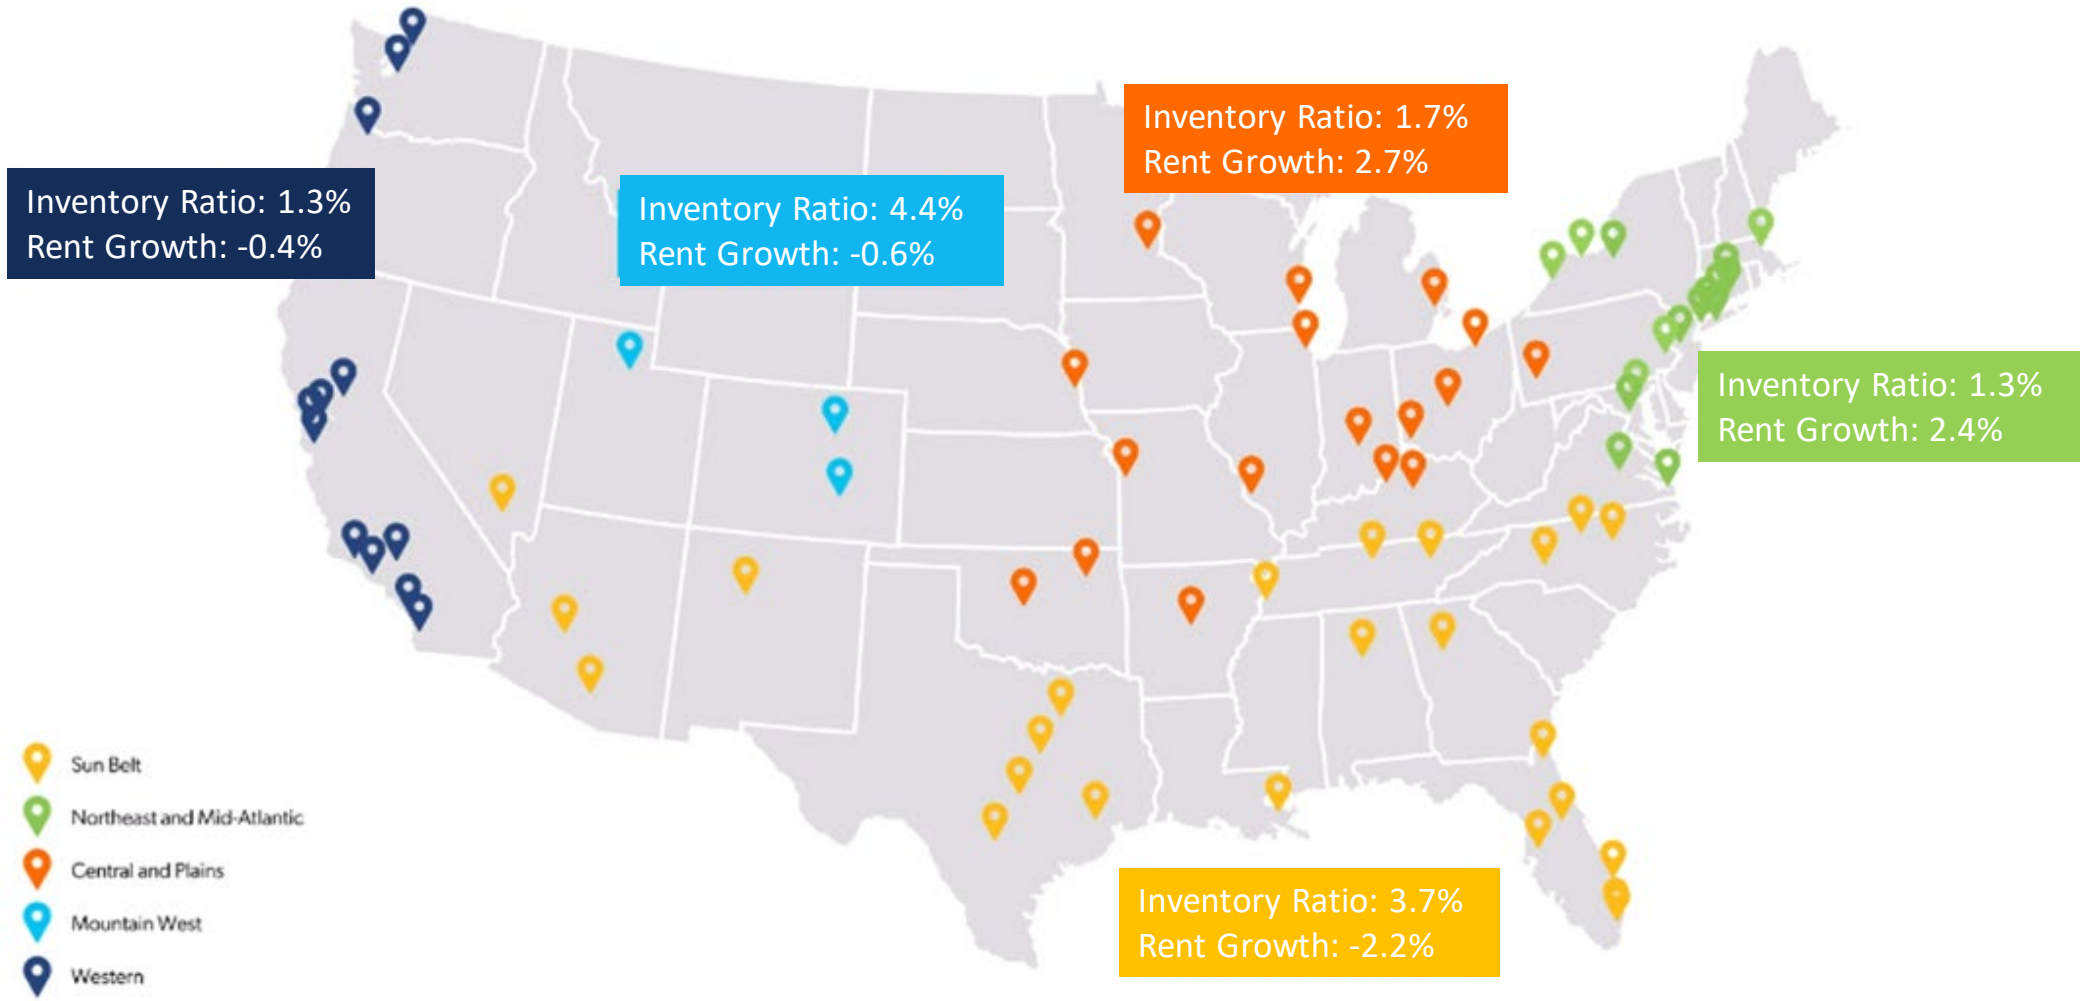 Inventory Ratio: 1.7%
Rent Growth: 2.7%
Inventory Ratio: 1.3%
Rent Growth: -0.4%
Inventory Ratio: 4.4%
Rent Growth: -0.6%
Inventory Ratio: 1.3%
Rent Growth: 2.4%
Inventory Ratio: 3.7%
Rent Growth: -2.2%
Sun Belt
Northeast and Mid-Atlantic
Central and Plains
Mountain West
Western